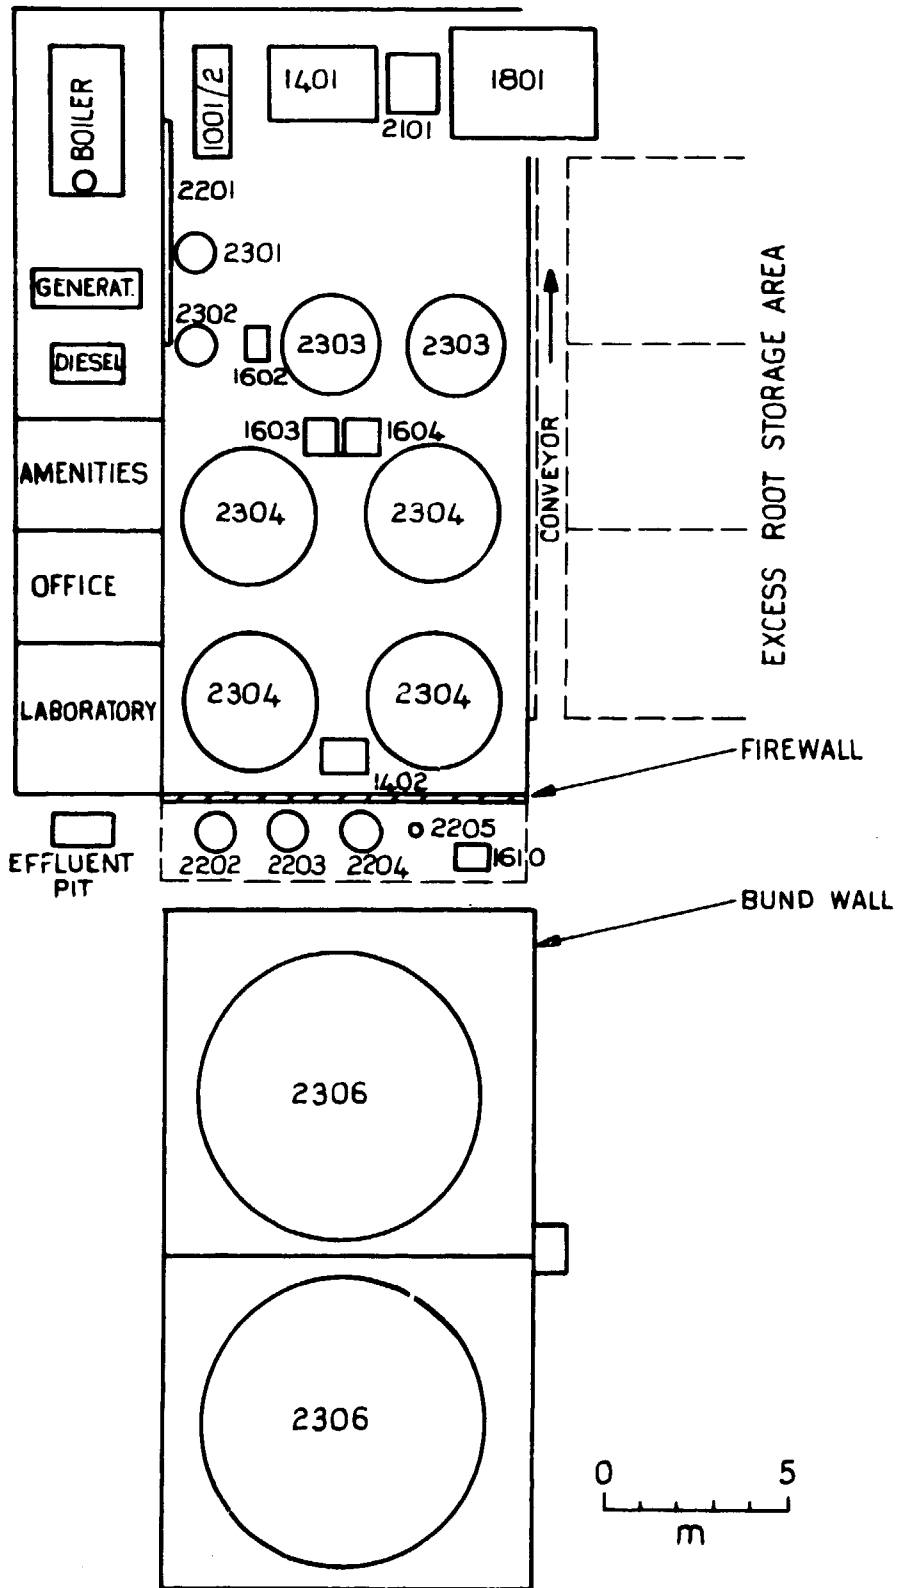 BOILER
1001/2
1401
2101
1801
2201
2301
GENERAT.
2302
DIESEL
1602
2303
2303
1603
1604
AMENITIES
2304
2304
CONVEYOR
EXCESS ROOT STORAGE AREA
OFFICE
LABORATORY
2304
2304
1402
FIREWALL
EFFLUENT
PIT
2202
2203
2204
2205
1610
BUND WALL
2306
2306
0 5
m